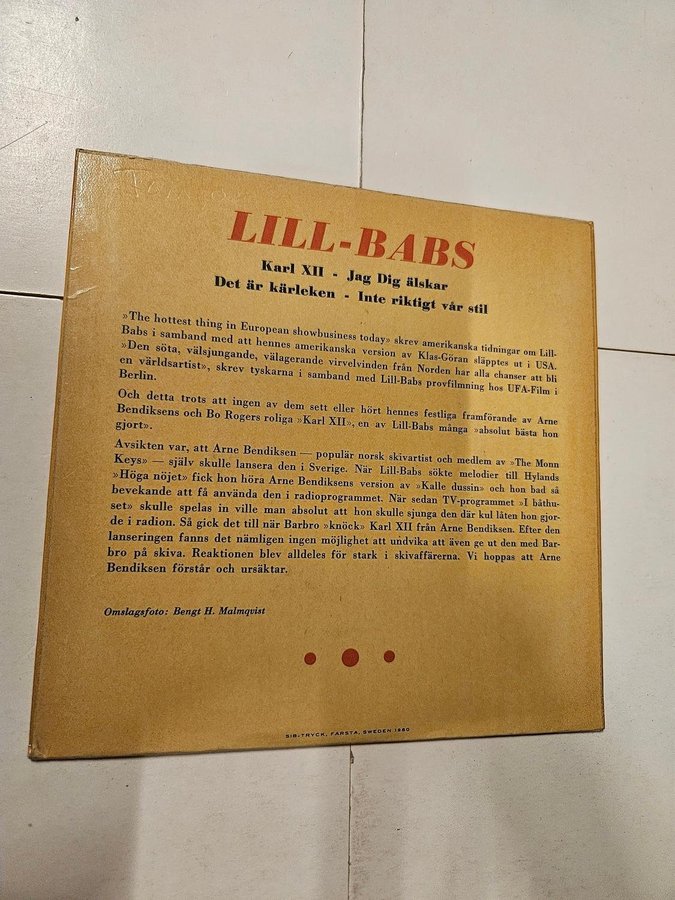 LILL-BABS
Karl XII - Jag Dig älskar
Det är kärleken - Inte riktigt vår stil
»The hottest thing in European showbusiness today» skrev amerikanska tidningar om Lill-
Babs i samband med att hennes amerikanska version av Klas-Göran släpptes ut i USA.
»Den söta, välsjungande, välagerande virvelvinden från Norden har alla chanser att bli
en världsartist», skrev tyskarna i samband med Lill-Babs provfilmning hos UFA-Film i
Berlin.
Och detta trots att ingen av dem sett eller hört hennes festliga framförande av Arne
Bendiksens och Bo Rogers roliga »Karl XII», en av Lill-Babs många »absolut bästa hon
gjort».
Avsikten var, att Arne Bendiksen — populär norsk skivartist och medlem av »The Monn
Keys» — själv skulle lansera den i Sverige. När Lill-Babs sökte melodier till Hylands
»Höga nöjet» fick hon höra Arne Bendiksens version av »Kalle dussin» och hon bad så
bevekande att få använda den i radioprogrammet. När sedan TV-programmet »I båthu-
set» skulle spelas in ville man absolut att hon skulle sjunga den där kul låten hon gjor-
de i radion. Så gick det till när Barbro »knöck» Karl XII från Arne Bendiksen. Efter den
lanseringen fanns det nämligen ingen möjlighet att undvika att även ge ut den med Bar-
bro på skiva. Reaktionen blev alldeles för stark i skivaffärerna. Vi hoppas att Arne
Bendiksen förstår och ursäktar.
Omslagsfoto: Bengt H. Malmqvist
SIB-TRYCK, FARSTA, SWEDEN 1960